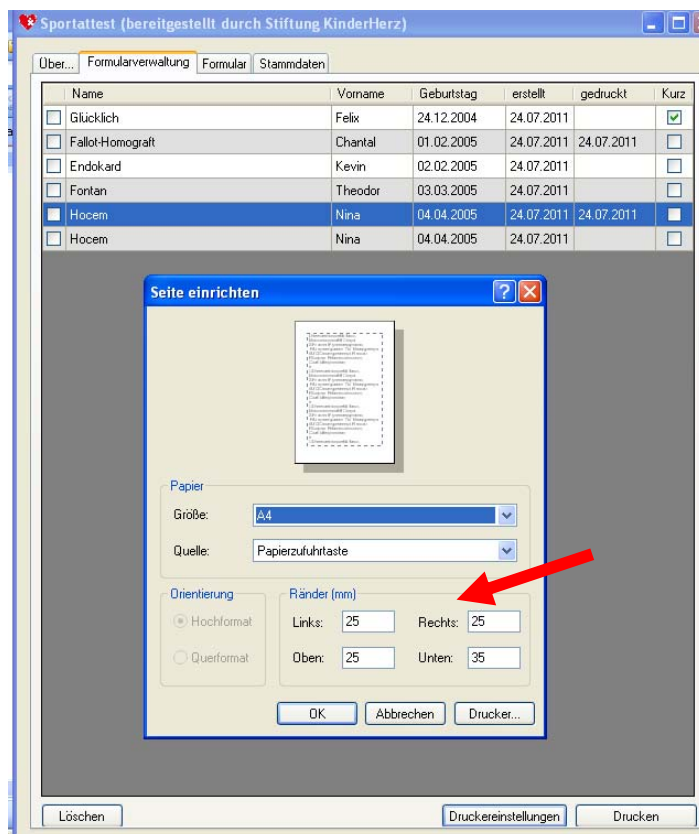 Sportattest (bereitgestellt durch Stiftung KinderHerz)
Über... Formularverwaltung Formular Stammdaten
Name Vorname Geburtstag erstellt gedruckt Kurz
Glücklich Felix 24.12.2004 24.07.2011
Fallot-Homograft Chantal 01.02.2005 24.07.2011 24.07.2011
Endokard Kevin 02.02.2005 24.07.2011
Fontan Theodor 03.03.2005 24.07.2011
Hocem Nina 04.04.2005 24.07.2011 24.07.2011
Hocem Nina 04.04.2005 24.07.2011
Seite einrichten
Papier
Größe: A4
Quelle: Papierzufuhrtaste
Orientierung Ränder (mm)
Hochformat Links: 25 Rechts: 25
Querformat Oben: 25 Unten: 35
OK Abbrechen Drucker...
Löschen Druckereinstellungen Drucken